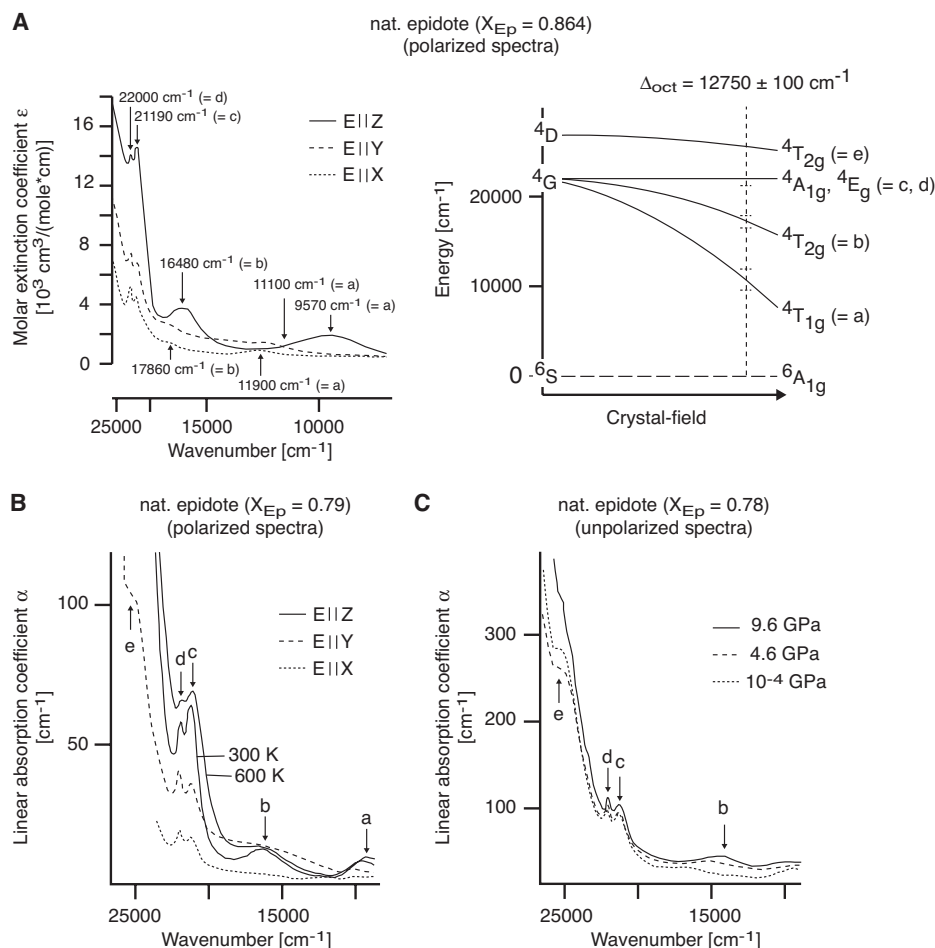 A
nat. epidote (XEp = 0.864)
(polarized spectra)
Molar extinction coefficient ε
[10³ cm³/(mole*cm)]
16
12
8
4
0
22000 cm-1 (= d)
21190 cm-1 (= c)
E||Z
E||Y
E||X
16480 cm-1 (= b)
11100 cm-1 (= a)
9570 cm-1 (= a)
17860 cm-1 (= b)
11900 cm-1 (= a)
25000 15000 10000
Wavenumber [cm-1]
Δoct = 12750 ± 100 cm-1
Energy [cm-1]
20000
10000
0
4D
4G
6S
4T2g (= e)
4A1g, 4Eg (= c, d)
4T2g (= b)
4T1g (= a)
6A1g
Crystal-field
B
nat. epidote (XEp = 0.79)
(polarized spectra)
Linear absorption coefficient α
[cm-1]
100
50
E||Z
E||Y
E||X
e
d c
300 K
600 K
b
a
25000 15000
Wavenumber [cm-1]
C
nat. epidote (XEp = 0.78)
(unpolarized spectra)
Linear absorption coefficient α
[cm-1]
300
200
100
9.6 GPa
4.6 GPa
10-4 GPa
e
d c
b
25000 15000
Wavenumber [cm-1]